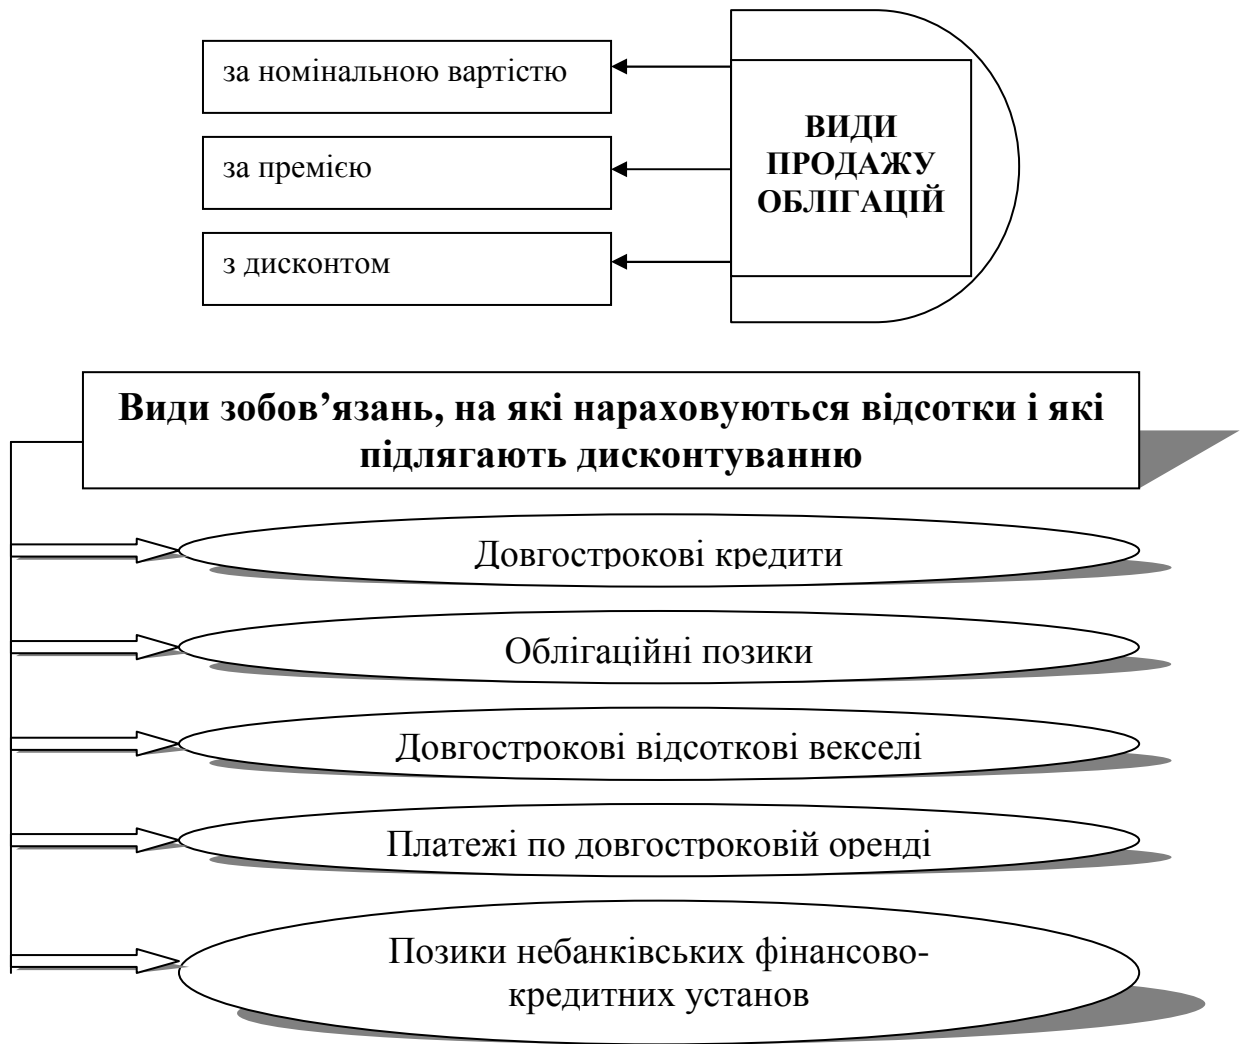 за номінальною вартістю
за премією
з дисконтом
ВИДИ
ПРОДАЖУ
ОБЛІГАЦІЙ
Види зобов’язань, на які нараховуються відсотки і які
підлягають дисконтуванню
Довгострокові кредити
Облігаційні позики
Довгострокові відсоткові векселі
Платежі по довгостроковій оренді
Позики небанківських фінансово-
кредитних установ